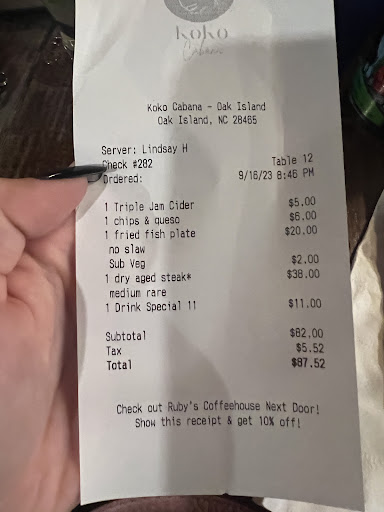 Koko
Cabana
Koko Cabana - Oak Island
Oak Island, NC 28465
Server: Lindsay H
Check #282 Table 12
Ordered: 9/16/23 8:46 PM
1 Triple Jam Cider $5.00
1 chips & queso $6.00
1 fried fish plate $20.00
no slaw
Sub Veg $2.00
1 dry aged steak* $38.00
medium rare
1 Drink Special 11 $11.00
Subtotal $82.00
Tax $5.52
Total $87.52
Check out Ruby's Coffeehouse Next Door!
Show this receipt & get 10% off!